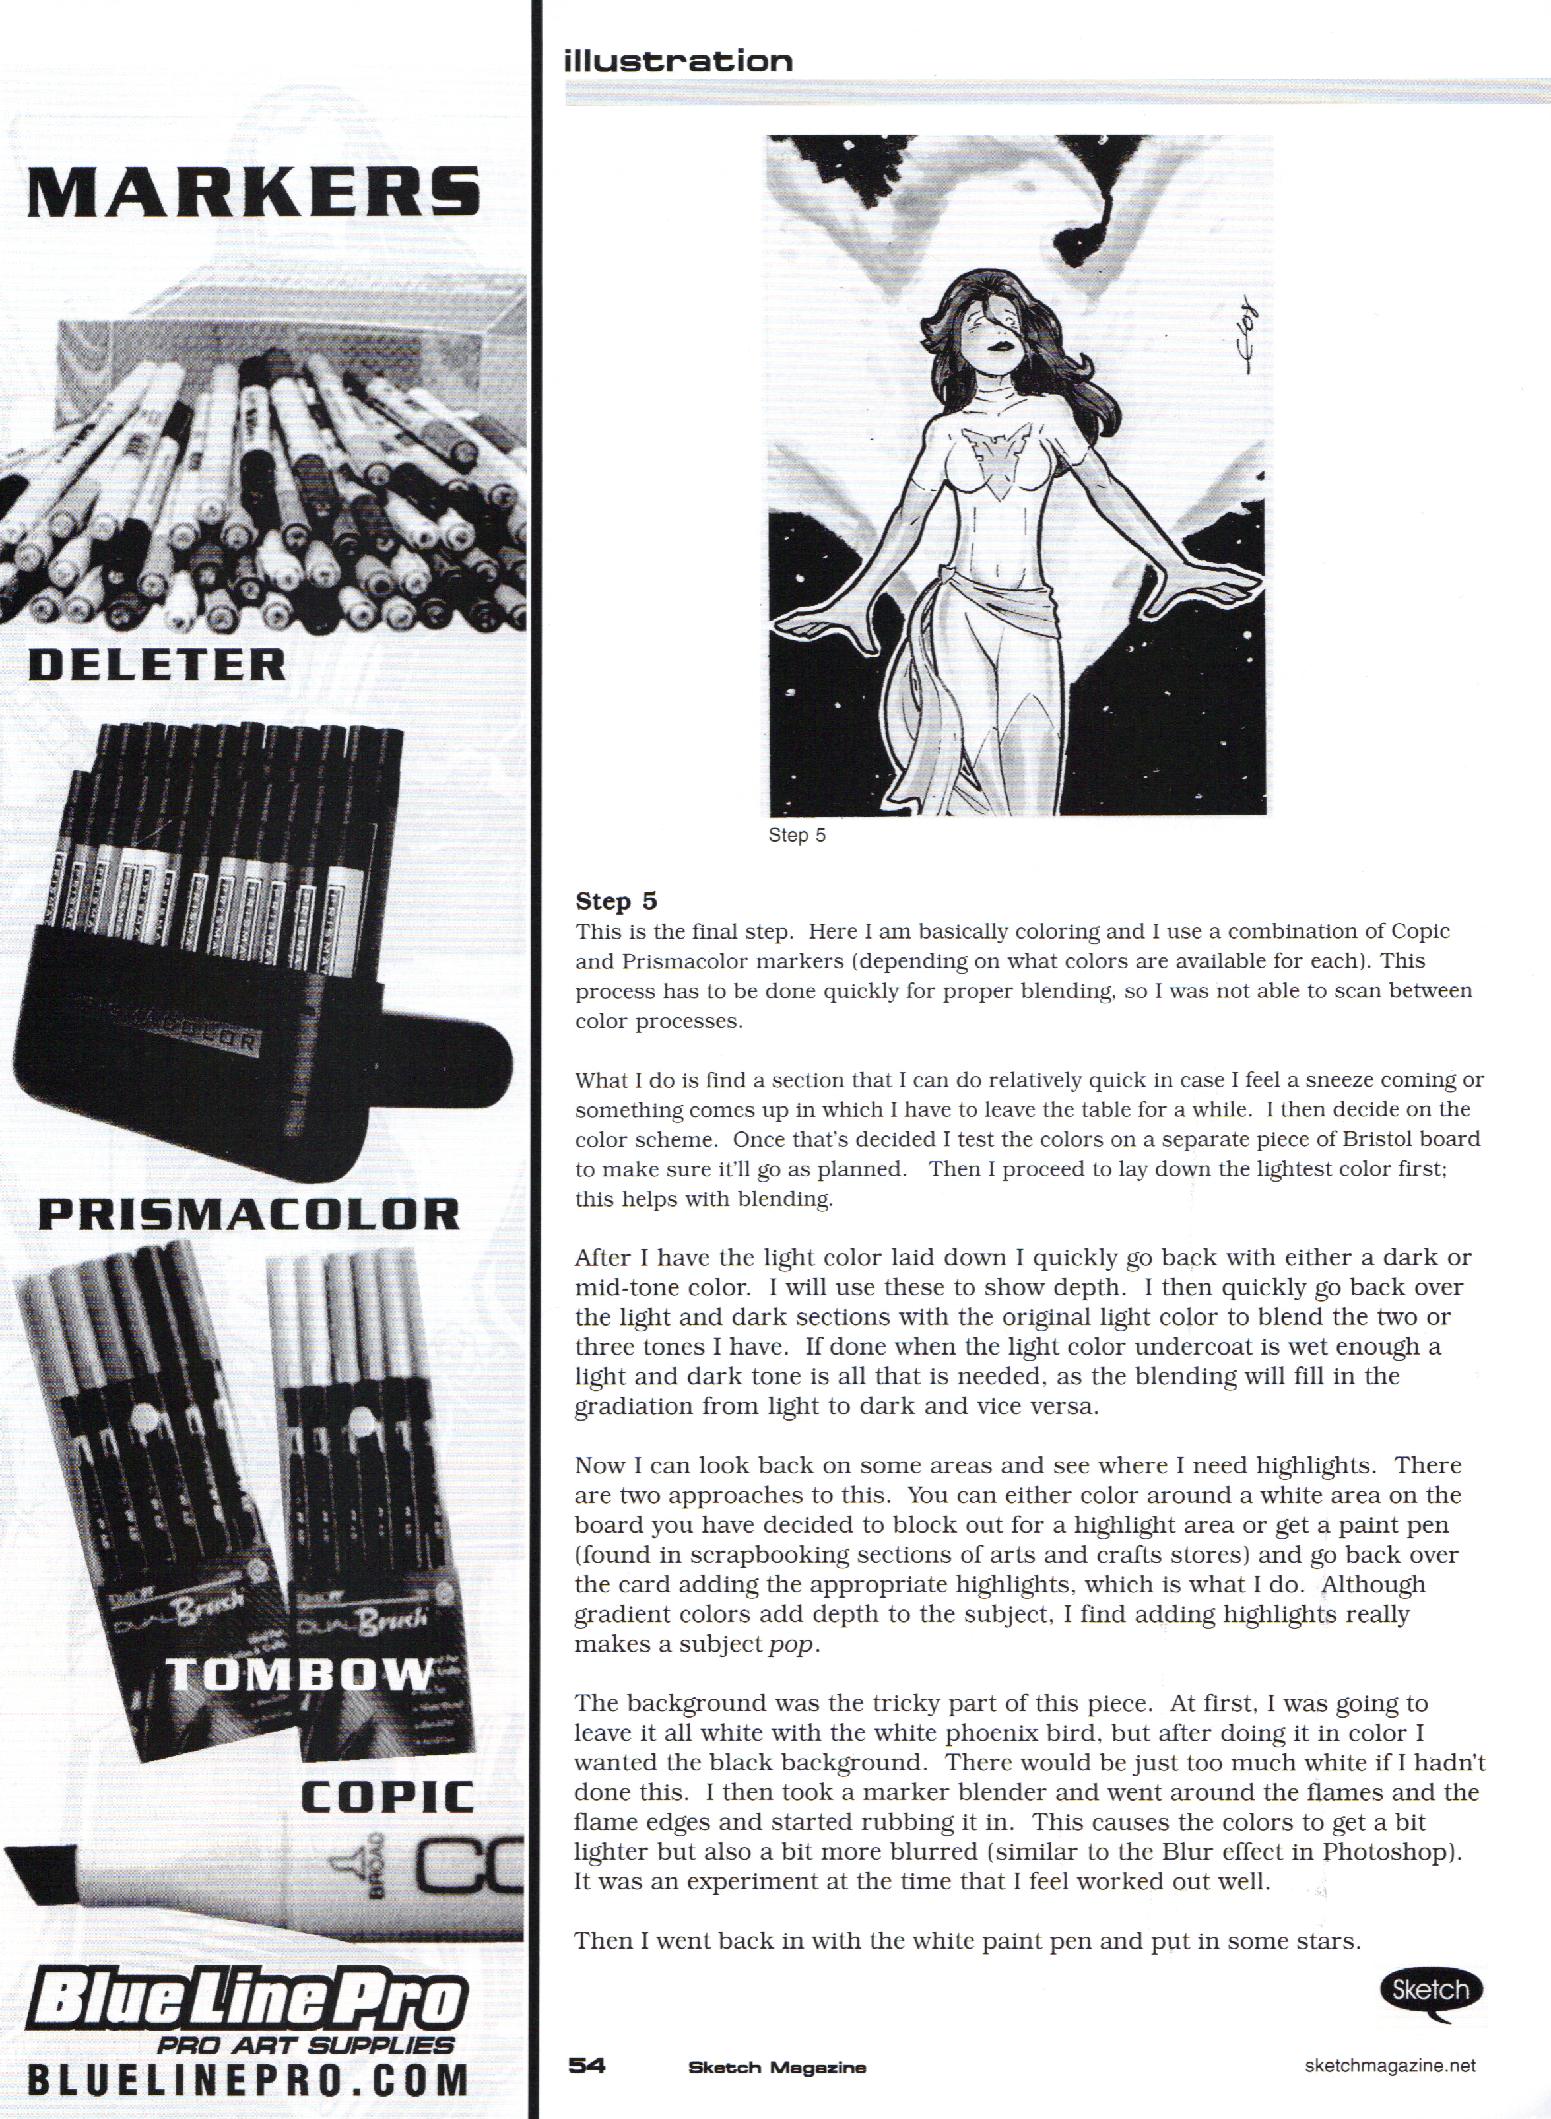 MARKERS
DELETER
PRISMACOLOR
PRISMACOLOR
DUAL Brush
DUAL Brush
TOMBOW
COPIC
BROAD
CO
BlueLinePro
PRO ART SUPPLIES
BLUELINEPRO.COM
illustration
Step 5
Step 5
This is the final step. Here I am basically coloring and I use a combination of Copic
and Prismacolor markers (depending on what colors are available for each). This
process has to be done quickly for proper blending, so I was not able to scan between
color processes.
What I do is find a section that I can do relatively quick in case I feel a sneeze coming or
something comes up in which I have to leave the table for a while. I then decide on the
color scheme. Once that's decided I test the colors on a separate piece of Bristol board
to make sure it'll go as planned. Then I proceed to lay down the lightest color first;
this helps with blending.
After I have the light color laid down I quickly go back with either a dark or
mid-tone color. I will use these to show depth. I then quickly go back over
the light and dark sections with the original light color to blend the two or
three tones I have. If done when the light color undercoat is wet enough a
light and dark tone is all that is needed, as the blending will fill in the
gradiation from light to dark and vice versa.
Now I can look back on some areas and see where I need highlights. There
are two approaches to this. You can either color around a white area on the
board you have decided to block out for a highlight area or get a paint pen
(found in scrapbooking sections of arts and crafts stores) and go back over
the card adding the appropriate highlights, which is what I do. Although
gradient colors add depth to the subject, I find adding highlights really
makes a subject pop.
The background was the tricky part of this piece. At first, I was going to
leave it all white with the white phoenix bird, but after doing it in color I
wanted the black background. There would be just too much white if I hadn't
done this. I then took a marker blender and went around the flames and the
flame edges and started rubbing it in. This causes the colors to get a bit
lighter but also a bit more blurred (similar to the Blur effect in Photoshop).
It was an experiment at the time that I feel worked out well.
Then I went back in with the white paint pen and put in some stars.
Sketch
54
Sketch Magazine
sketchmagazine.net